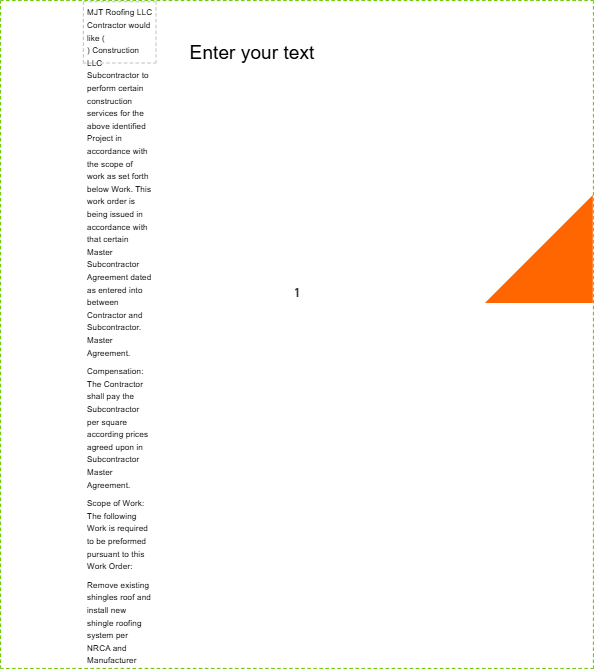 MJT Roofing LLC
Contractor would
like (
) Construction
LLC
Subcontractor to
perform certain
construction
services for the
above identified
Project in
accordance with
the scope of
work as set forth
below Work. This
work order is
being issued in
accordance with
that certain
Master
Subcontractor
Agreement dated
as entered into
between
Contractor and
Subcontractor.
Master
Agreement.
Compensation:
The Contractor
shall pay the
Subcontractor
per square
according prices
agreed upon in
Subcontractor
Master
Agreement.
Scope of Work:
The following
Work is required
to be preformed
pursuant to this
Work Order:
Remove existing
shingles roof and
install new
shingle roofing
system per
NRCA and
Manufacturer
Enter your text
1